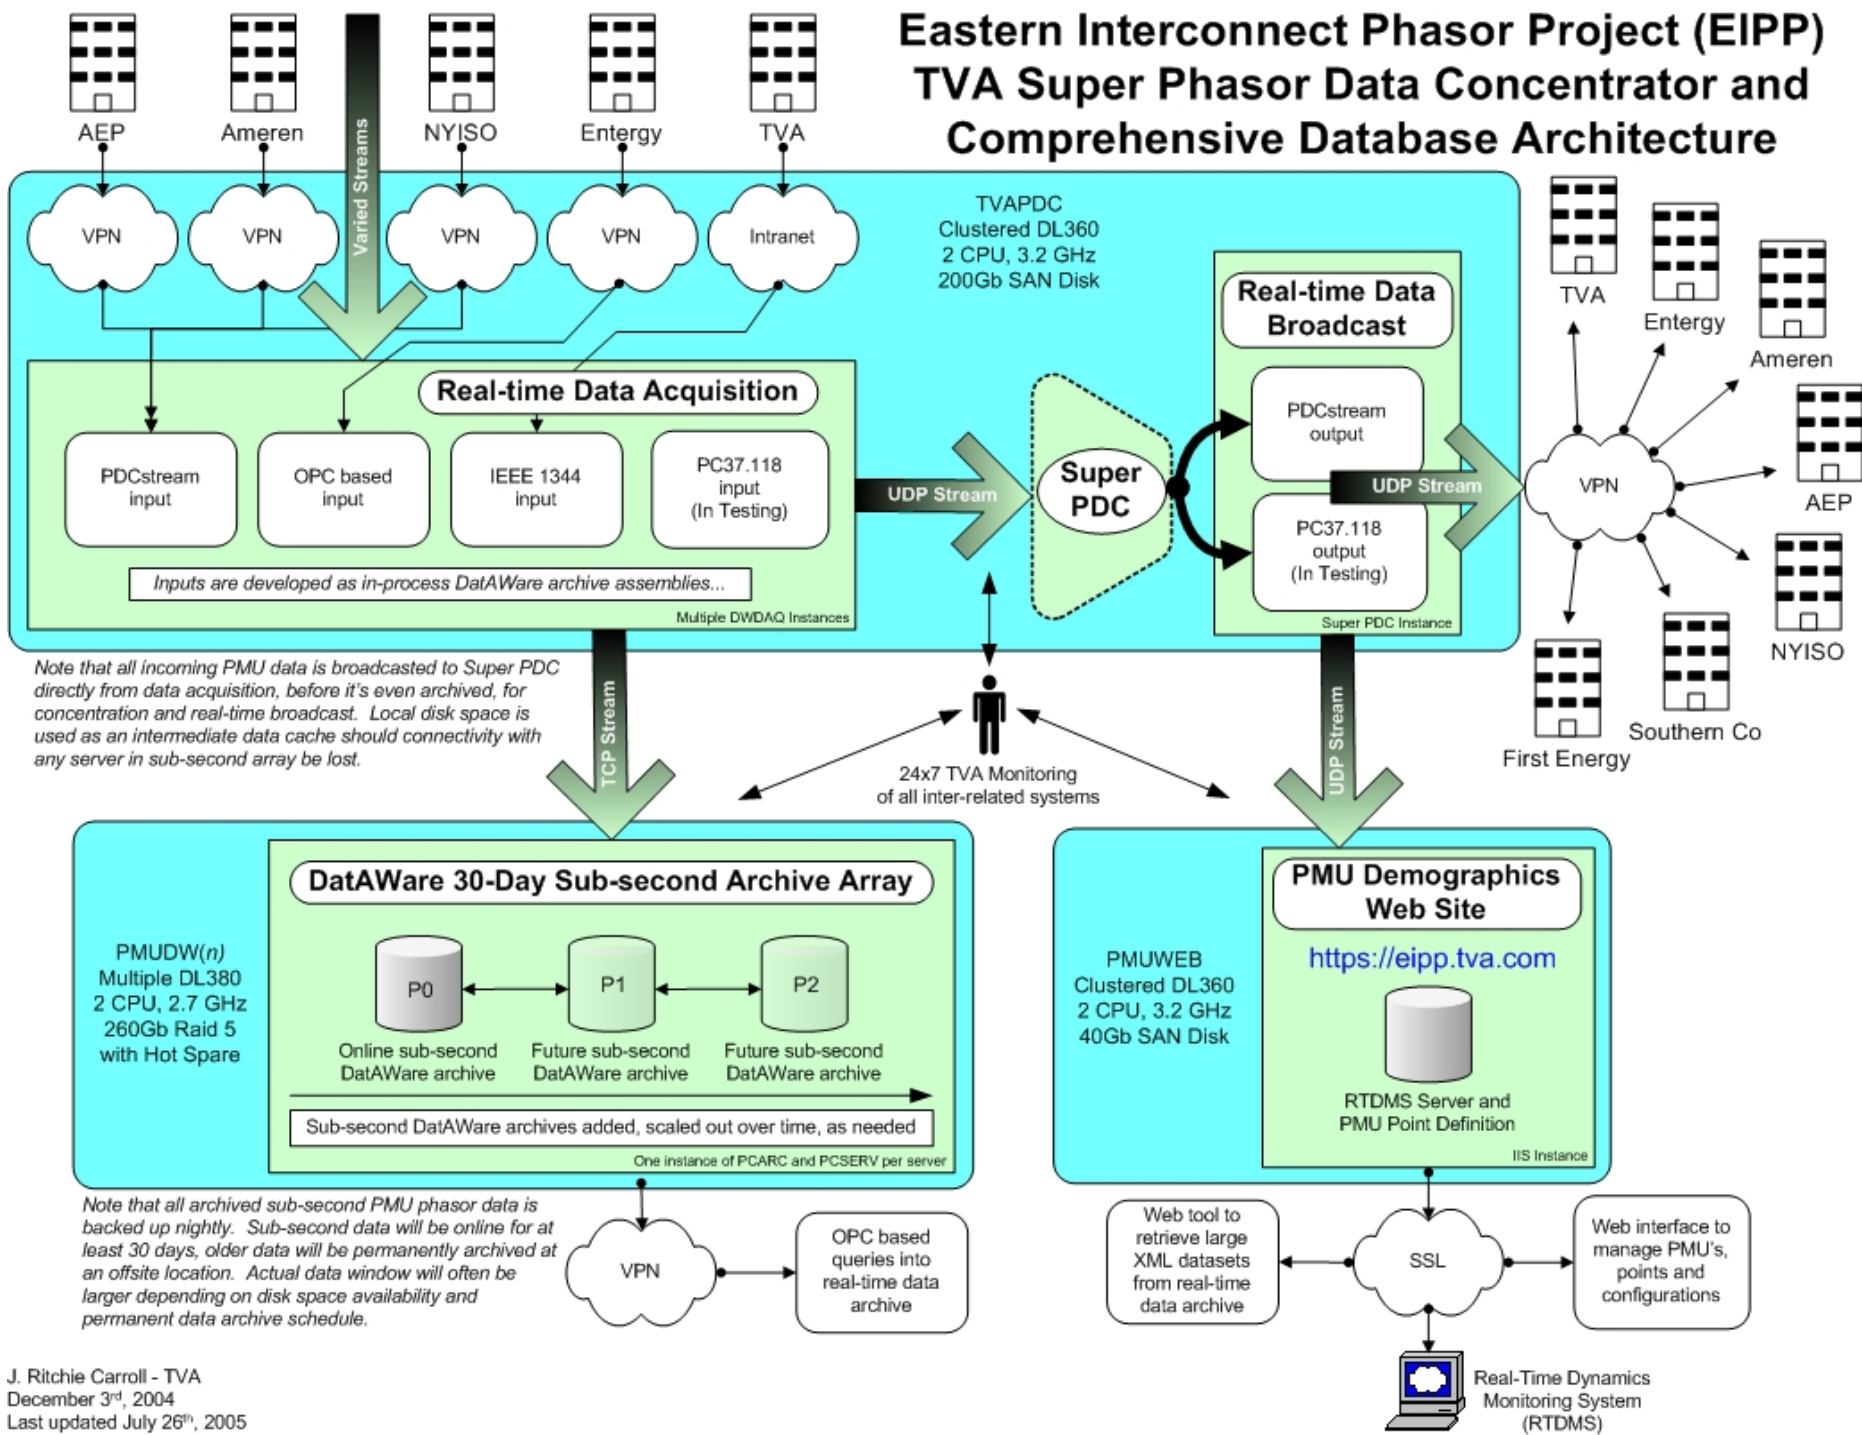 Eastern Interconnect Phasor Project (EIPP)
TVA Super Phasor Data Concentrator and
Comprehensive Database Architecture
AEP
Ameren
NYISO
Entergy
TVA
Varied Streams
VPN
VPN
VPN
VPN
Intranet
TVAPDC
Clustered DL360
2 CPU, 3.2 GHz
200Gb SAN Disk
Real-time Data Acquisition
PDCstream
input
OPC based
input
IEEE 1344
input
PC37.118
input
(In Testing)
Inputs are developed as in-process DatAWare archive assemblies...
Multiple DWDAQ Instances
UDP Stream
Super
PDC
Real-time Data
Broadcast
PDCstream
output
UDP Stream
PC37.118
output
(In Testing)
Super PDC Instance
VPN
TVA
Entergy
Ameren
AEP
NYISO
Southern Co
First Energy
Note that all incoming PMU data is broadcasted to Super PDC
directly from data acquisition, before it's even archived, for
concentration and real-time broadcast.  Local disk space is
used as an intermediate data cache should connectivity with
any server in sub-second array be lost.
TCP Stream
24x7 TVA Monitoring
of all inter-related systems
UDP Stream
PMUDW(n)
Multiple DL380
2 CPU, 2.7 GHz
260Gb Raid 5
with Hot Spare
DatAWare 30-Day Sub-second Archive Array
P0
P1
P2
Online sub-second
DatAWare archive
Future sub-second
DatAWare archive
Future sub-second
DatAWare archive
Sub-second DatAWare archives added, scaled out over time, as needed
One instance of PCARC and PCSERV per server
PMUWEB
Clustered DL360
2 CPU, 3.2 GHz
40Gb SAN Disk
PMU Demographics
Web Site
https://eipp.tva.com
RTDMS Server and
PMU Point Definition
IIS Instance
Note that all archived sub-second PMU phasor data is
backed up nightly.  Sub-second data will be online for at
least 30 days, older data will be permanently archived at
an offsite location.  Actual data window will often be
larger depending on disk space availability and
permanent data archive schedule.
VPN
OPC based
queries into
real-time data
archive
Web tool to
retrieve large
XML datasets
from real-time
data archive
SSL
Web interface to
manage PMU's,
points and
configurations
Real-Time Dynamics
Monitoring System
(RTDMS)
J. Ritchie Carroll - TVA
December 3rd, 2004
Last updated July 26th, 2005